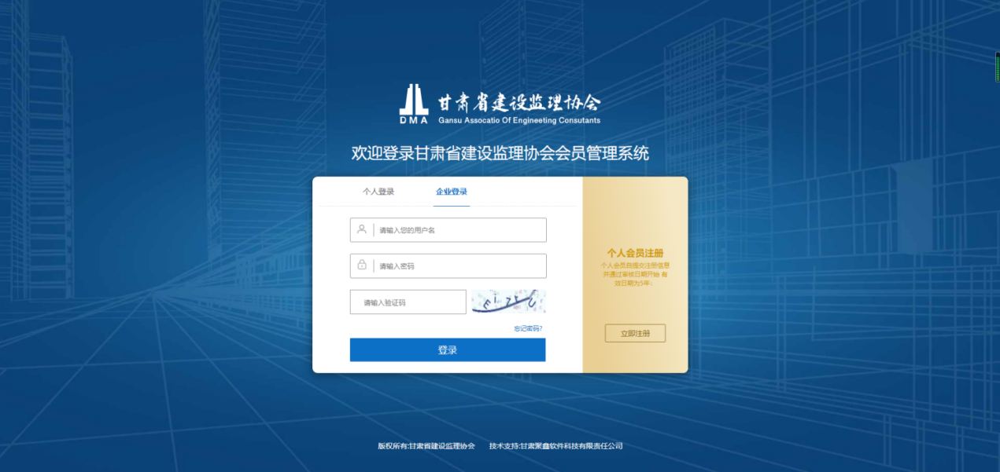 甘肃省建设监理协会
DMA
Gansu Assocatio Of Engineeting Consutants
欢迎登录甘肃省建设监理协会会员管理系统
个人登录
企业登录
请输入您的用户名
请输入密码
请输入验证码
忘记密码?
登录
个人会员注册
个人会员自提交注册信息
并通过审核日期开始 有
效日期为5年；
立即注册
版权所有:甘肃省建设监理协会 技术支持:甘肃聚鑫软件科技有限责任公司